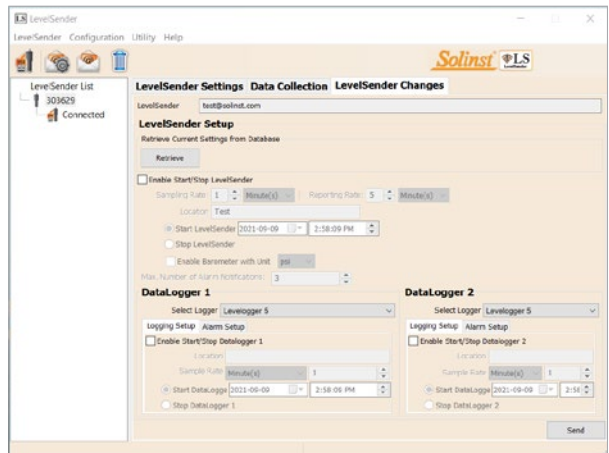 LS LevelSender
LevelSender Configuration Utility Help
Solinst LS
LevelSender List
303629
Connected
LevelSender Settings Data Collection LevelSender Changes
LevelSender test@solinst.com
LevelSender Setup
Retrieve Current Settings from Database
Retrieve
Enable Start/Stop LevelSender
Sampling Rate: 1 Minute(s) Reporting Rate: 5 Minute(s)
Location Test
Start LevelSender 2021-09-09 2:58:09 PM
Stop LevelSender
Enable Barometer with Unit psi
Max. Number of Alarm Notifications: 3
DataLogger 1
Select Logger Levelogger 5
Logging Setup Alarm Setup
Enable Start/Stop Datalogger 1
Location
Sample Rate Minute(s) 1
Start DataLogge 2021-09-09 2:58:09 PM
Stop DataLogger 1
DataLogger 2
Select Logger Levelogger 5
Logging Setup Alarm Setup
Enable Start/Stop Datalogger 2
Location
Sample Rate Minute(s) 1
Start DataLogge 2021-09-09 2:58
Stop DataLogger 2
Send